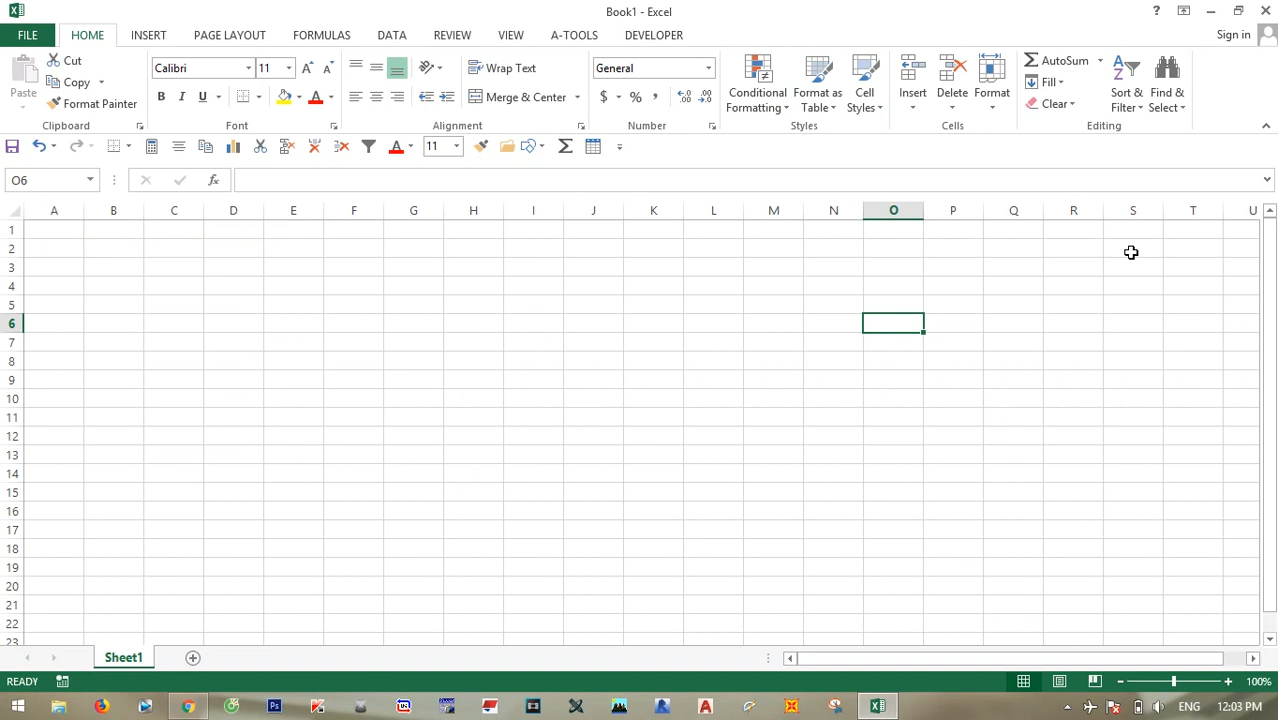 Book1 - Excel
?
FILE HOME INSERT PAGE LAYOUT FORMULAS DATA REVIEW VIEW A-TOOLS DEVELOPER Sign in
Paste
Cut
Copy
Format Painter
Clipboard
Calibri 11
B I U
Font
Wrap Text
Merge & Center
Alignment
General
$ % ,
Number
Conditional Formatting
Format as Table
Cell Styles
Styles
Insert Delete Format
Cells
AutoSum
Fill
Clear
Sort & Filter
Find & Select
Editing
11
O6
fx
A B C D E F G H I J K L M N O P Q R S T U
1
2
3
4
5
6
7
8
9
10
11
12
13
14
15
16
17
18
19
20
21
22
23
Sheet1
READY 100%
ENG 12:03 PM